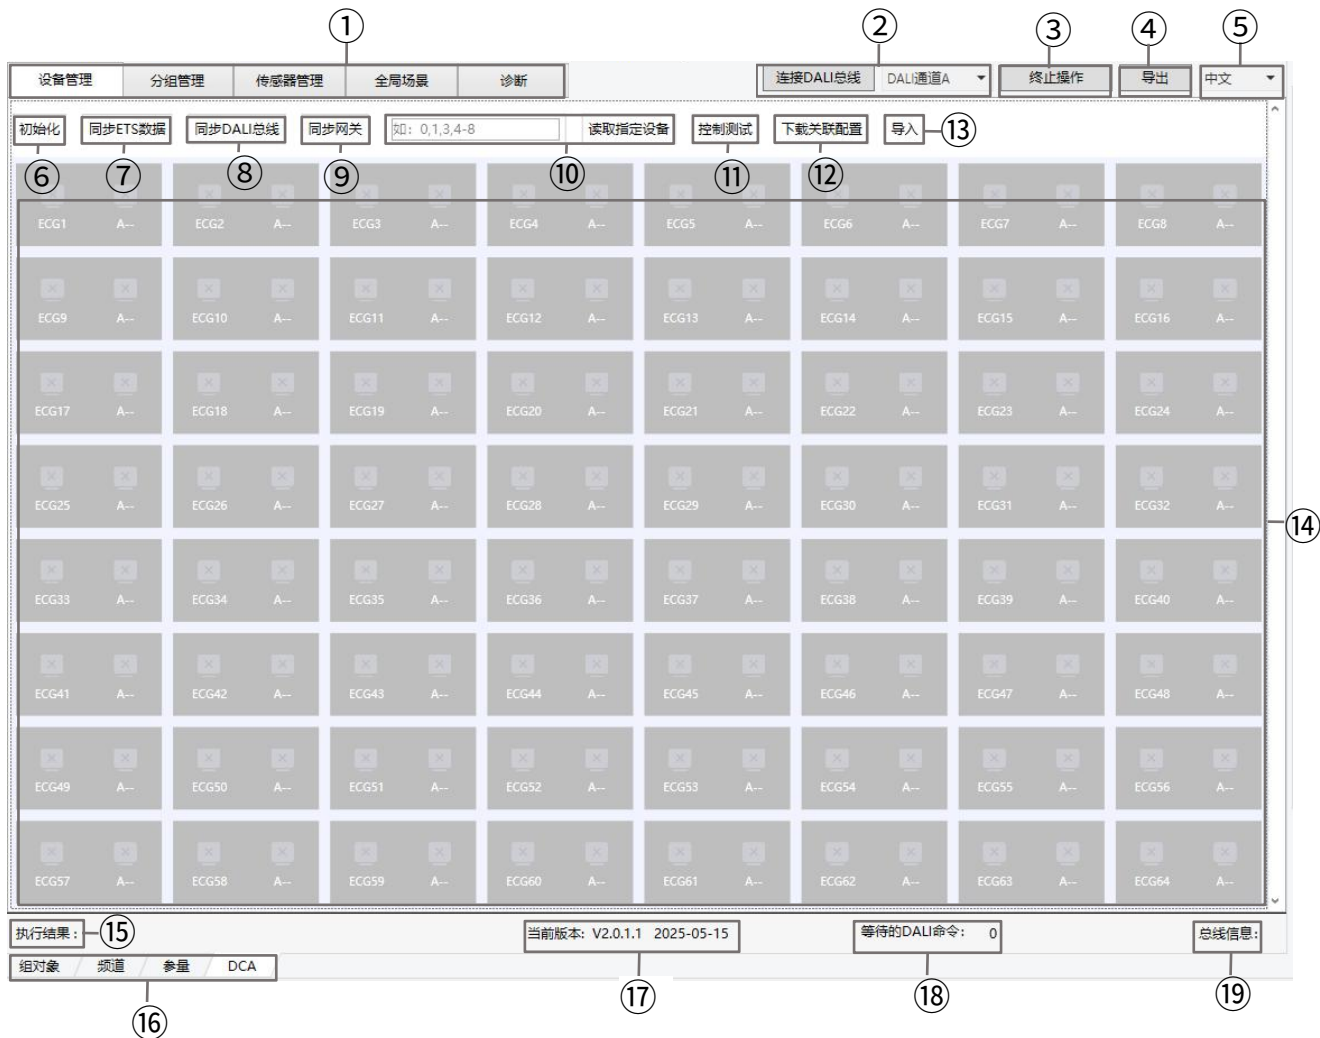 ① ② ③ ④ ⑤
设备管理 分组管理 传感器管理 全局场景 诊断 连接DALI总线 DALI通道A 终止操作 导出 中文
初始化 同步ETS数据 同步DALI总线 同步网关 如: 0,1,3,4-8 读取指定设备 控制测试 下载关联配置 导入 ⑬
⑥ ⑦ ⑧ ⑨ ⑩ ⑪ ⑫
ECG1 A-- ECG2 A-- ECG3 A-- ECG4 A-- ECG5 A-- ECG6 A-- ECG7 A-- ECG8 A--
ECG9 A-- ECG10 A-- ECG11 A-- ECG12 A-- ECG13 A-- ECG14 A-- ECG15 A-- ECG16 A--
ECG17 A-- ECG18 A-- ECG19 A-- ECG20 A-- ECG21 A-- ECG22 A-- ECG23 A-- ECG24 A--
ECG25 A-- ECG26 A-- ECG27 A-- ECG28 A-- ECG29 A-- ECG30 A-- ECG31 A-- ECG32 A--
⑭
ECG33 A-- ECG34 A-- ECG35 A-- ECG36 A-- ECG37 A-- ECG38 A-- ECG39 A-- ECG40 A--
ECG41 A-- ECG42 A-- ECG43 A-- ECG44 A-- ECG45 A-- ECG46 A-- ECG47 A-- ECG48 A--
ECG49 A-- ECG50 A-- ECG51 A-- ECG52 A-- ECG53 A-- ECG54 A-- ECG55 A-- ECG56 A--
ECG57 A-- ECG58 A-- ECG59 A-- ECG60 A-- ECG61 A-- ECG62 A-- ECG63 A-- ECG64 A--
执行结果: ⑮ 当前版本: V2.0.1.1 2025-05-15 等待的DALI命令: 0 总线信息:
组对象 频道 参量 DCA
⑯ ⑰ ⑱ ⑲